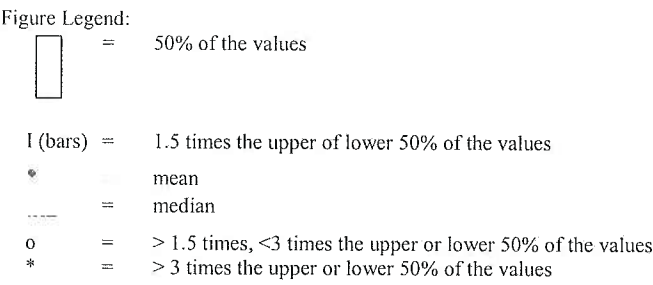 Figure Legend:
= 50% of the values
I (bars) = 1.5 times the upper of lower 50% of the values
• mean
---- = median
o = > 1.5 times, <3 times the upper or lower 50% of the values
* = > 3 times the upper or lower 50% of the values